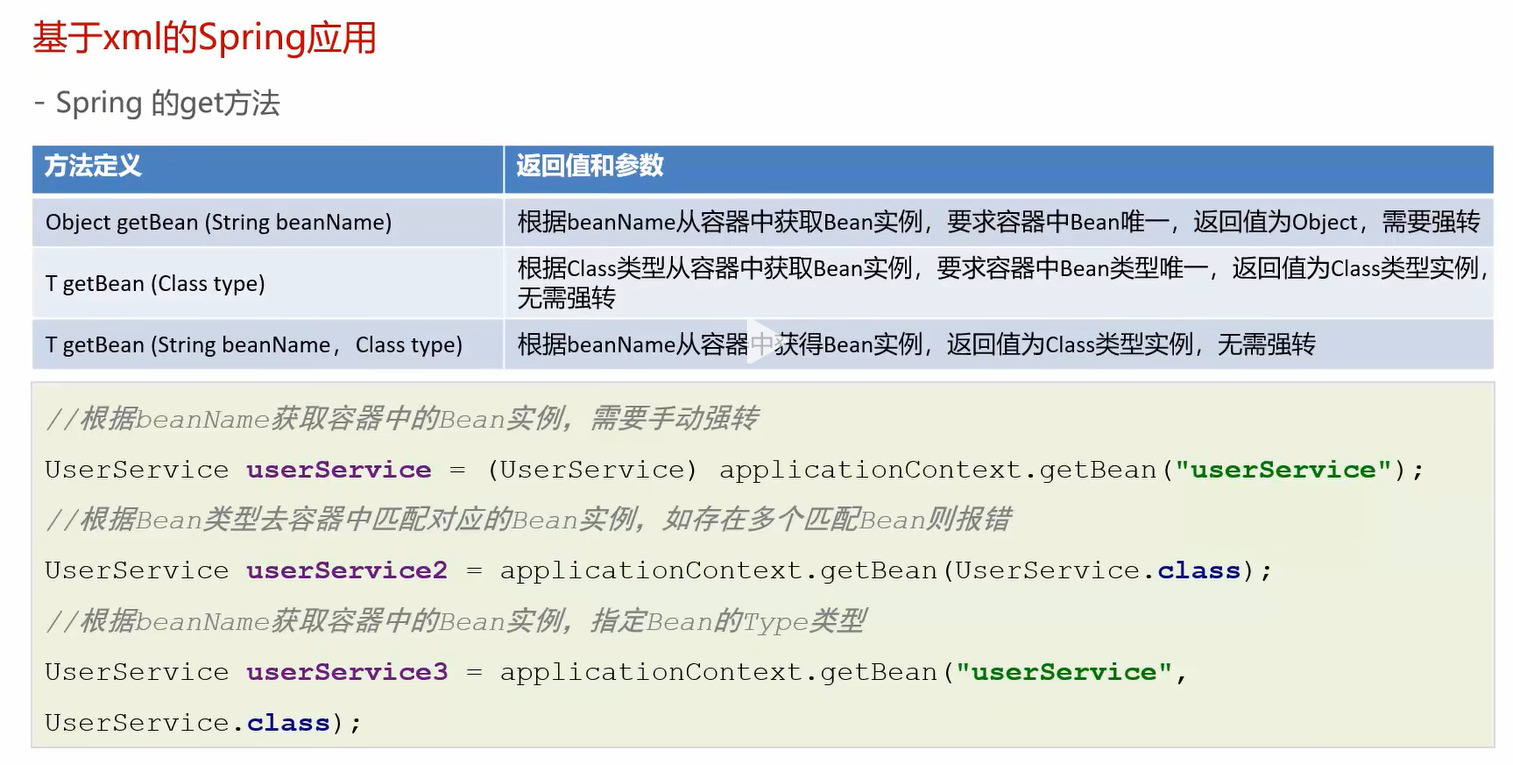 基于xml的Spring应用
- Spring 的get方法
方法定义
返回值和参数
Object getBean (String beanName)
根据beanName从容器中获取Bean实例，要求容器中Bean唯一，返回值为Object，需要强转
T getBean (Class type)
根据Class类型从容器中获取Bean实例，要求容器中Bean类型唯一，返回值为Class类型实例，
无需强转
T getBean (String beanName，Class type)
根据beanName从容器中获得Bean实例，返回值为Class类型实例，无需强转
//根据beanName获取容器中的Bean实例，需要手动强转
UserService userService = (UserService) applicationContext.getBean("userService");
//根据Bean类型去容器中匹配对应的Bean实例，如存在多个匹配Bean则报错
UserService userService2 = applicationContext.getBean(UserService.class);
//根据beanName获取容器中的Bean实例，指定Bean的Type类型
UserService userService3 = applicationContext.getBean("userService",
UserService.class);